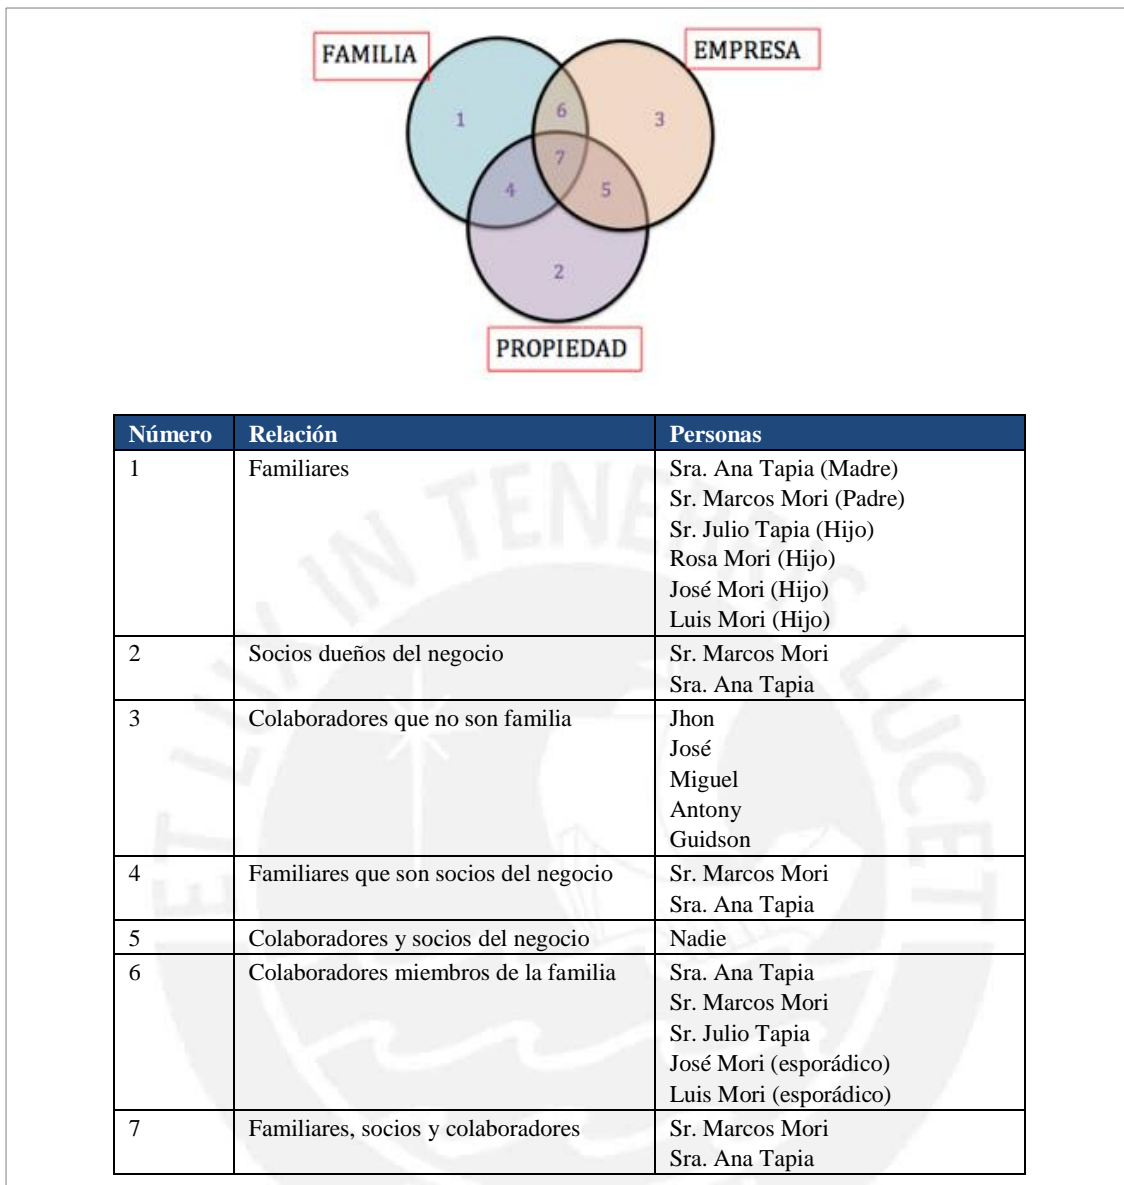 FAMILIA
EMPRESA
1
6
3
7
4
5
2
PROPIEDAD
Número Relación Personas
1 Familiares Sra. Ana Tapia (Madre)
Sr. Marcos Mori (Padre)
Sr. Julio Tapia (Hijo)
Rosa Mori (Hijo)
José Mori (Hijo)
Luis Mori (Hijo)
2 Socios dueños del negocio Sr. Marcos Mori
Sra. Ana Tapia
3 Colaboradores que no son familia Jhon
José
Miguel
Antony
Guidson
4 Familiares que son socios del negocio Sr. Marcos Mori
Sra. Ana Tapia
5 Colaboradores y socios del negocio Nadie
6 Colaboradores miembros de la familia Sra. Ana Tapia
Sr. Marcos Mori
Sr. Julio Tapia
José Mori (esporádico)
Luis Mori (esporádico)
7 Familiares, socios y colaboradores Sr. Marcos Mori
Sra. Ana Tapia
ET LUX IN TENEBRIS LUCET